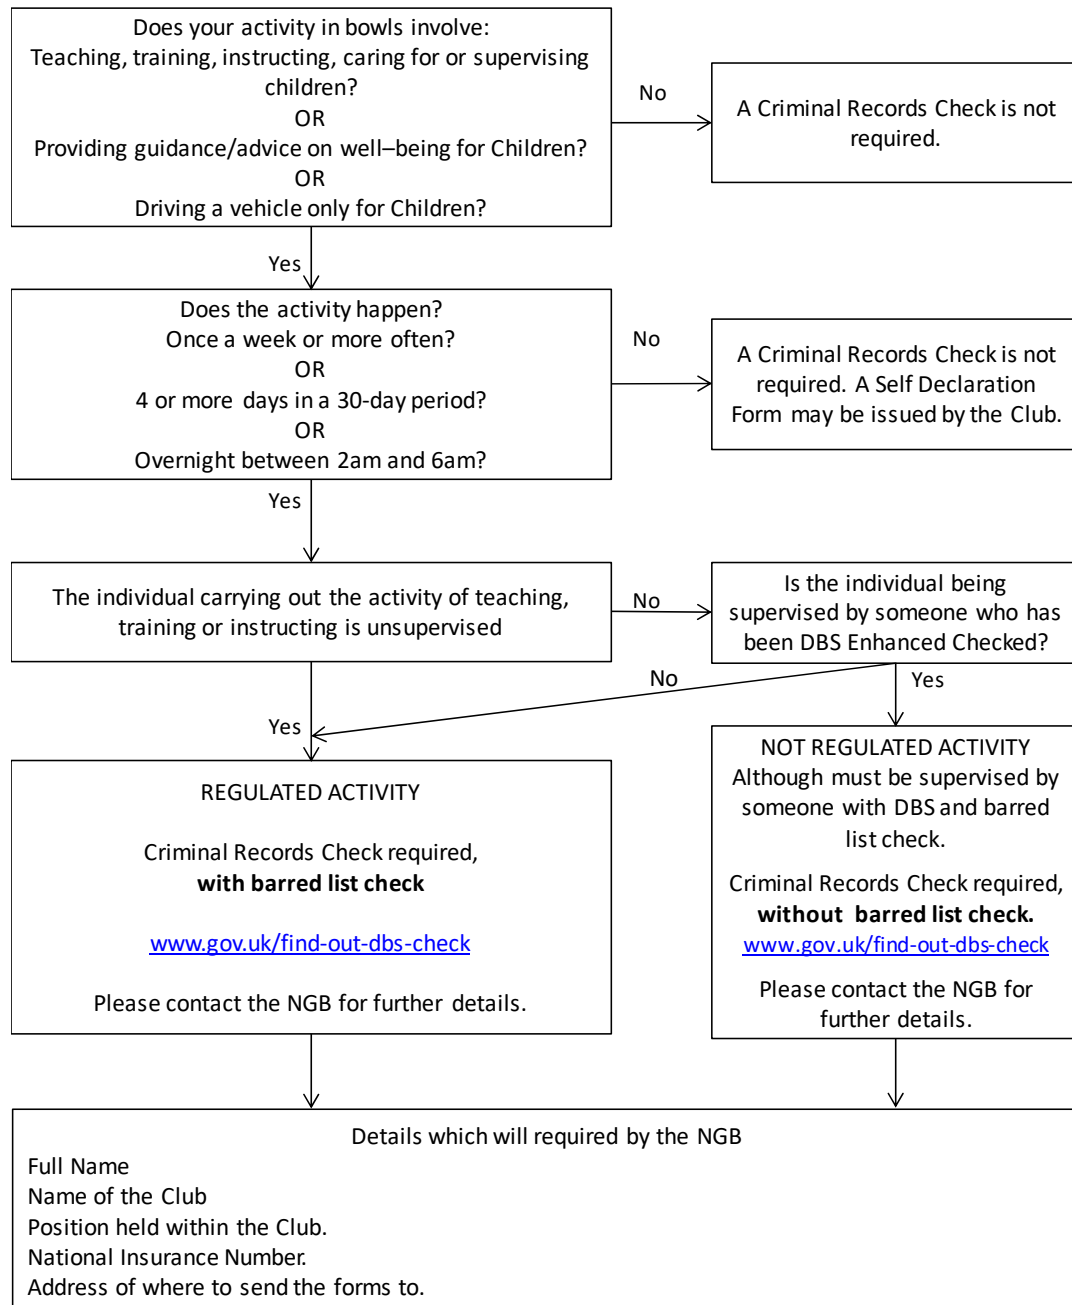 Does your activity in bowls involve:
Teaching, training, instructing, caring for or supervising
children?
OR
Providing guidance/advice on well–being for Children?
OR
Driving a vehicle only for Children?
No
A Criminal Records Check is not
required.
Yes
Does the activity happen?
Once a week or more often?
OR
4 or more days in a 30-day period?
OR
Overnight between 2am and 6am?
No
A Criminal Records Check is not
required. A Self Declaration
Form may be issued by the Club.
Yes
The individual carrying out the activity of teaching,
training or instructing is unsupervised
No
Is the individual being
supervised by someone who has
been DBS Enhanced Checked?
No
Yes
Yes
REGULATED ACTIVITY
Criminal Records Check required,
with barred list check
www.gov.uk/find-out-dbs-check
Please contact the NGB for further details.
NOT REGULATED ACTIVITY
Although must be supervised by
someone with DBS and barred
list check.
Criminal Records Check required,
without barred list check.
www.gov.uk/find-out-dbs-check
Please contact the NGB for
further details.
Details which will required by the NGB
Full Name
Name of the Club
Position held within the Club.
National Insurance Number.
Address of where to send the forms to.